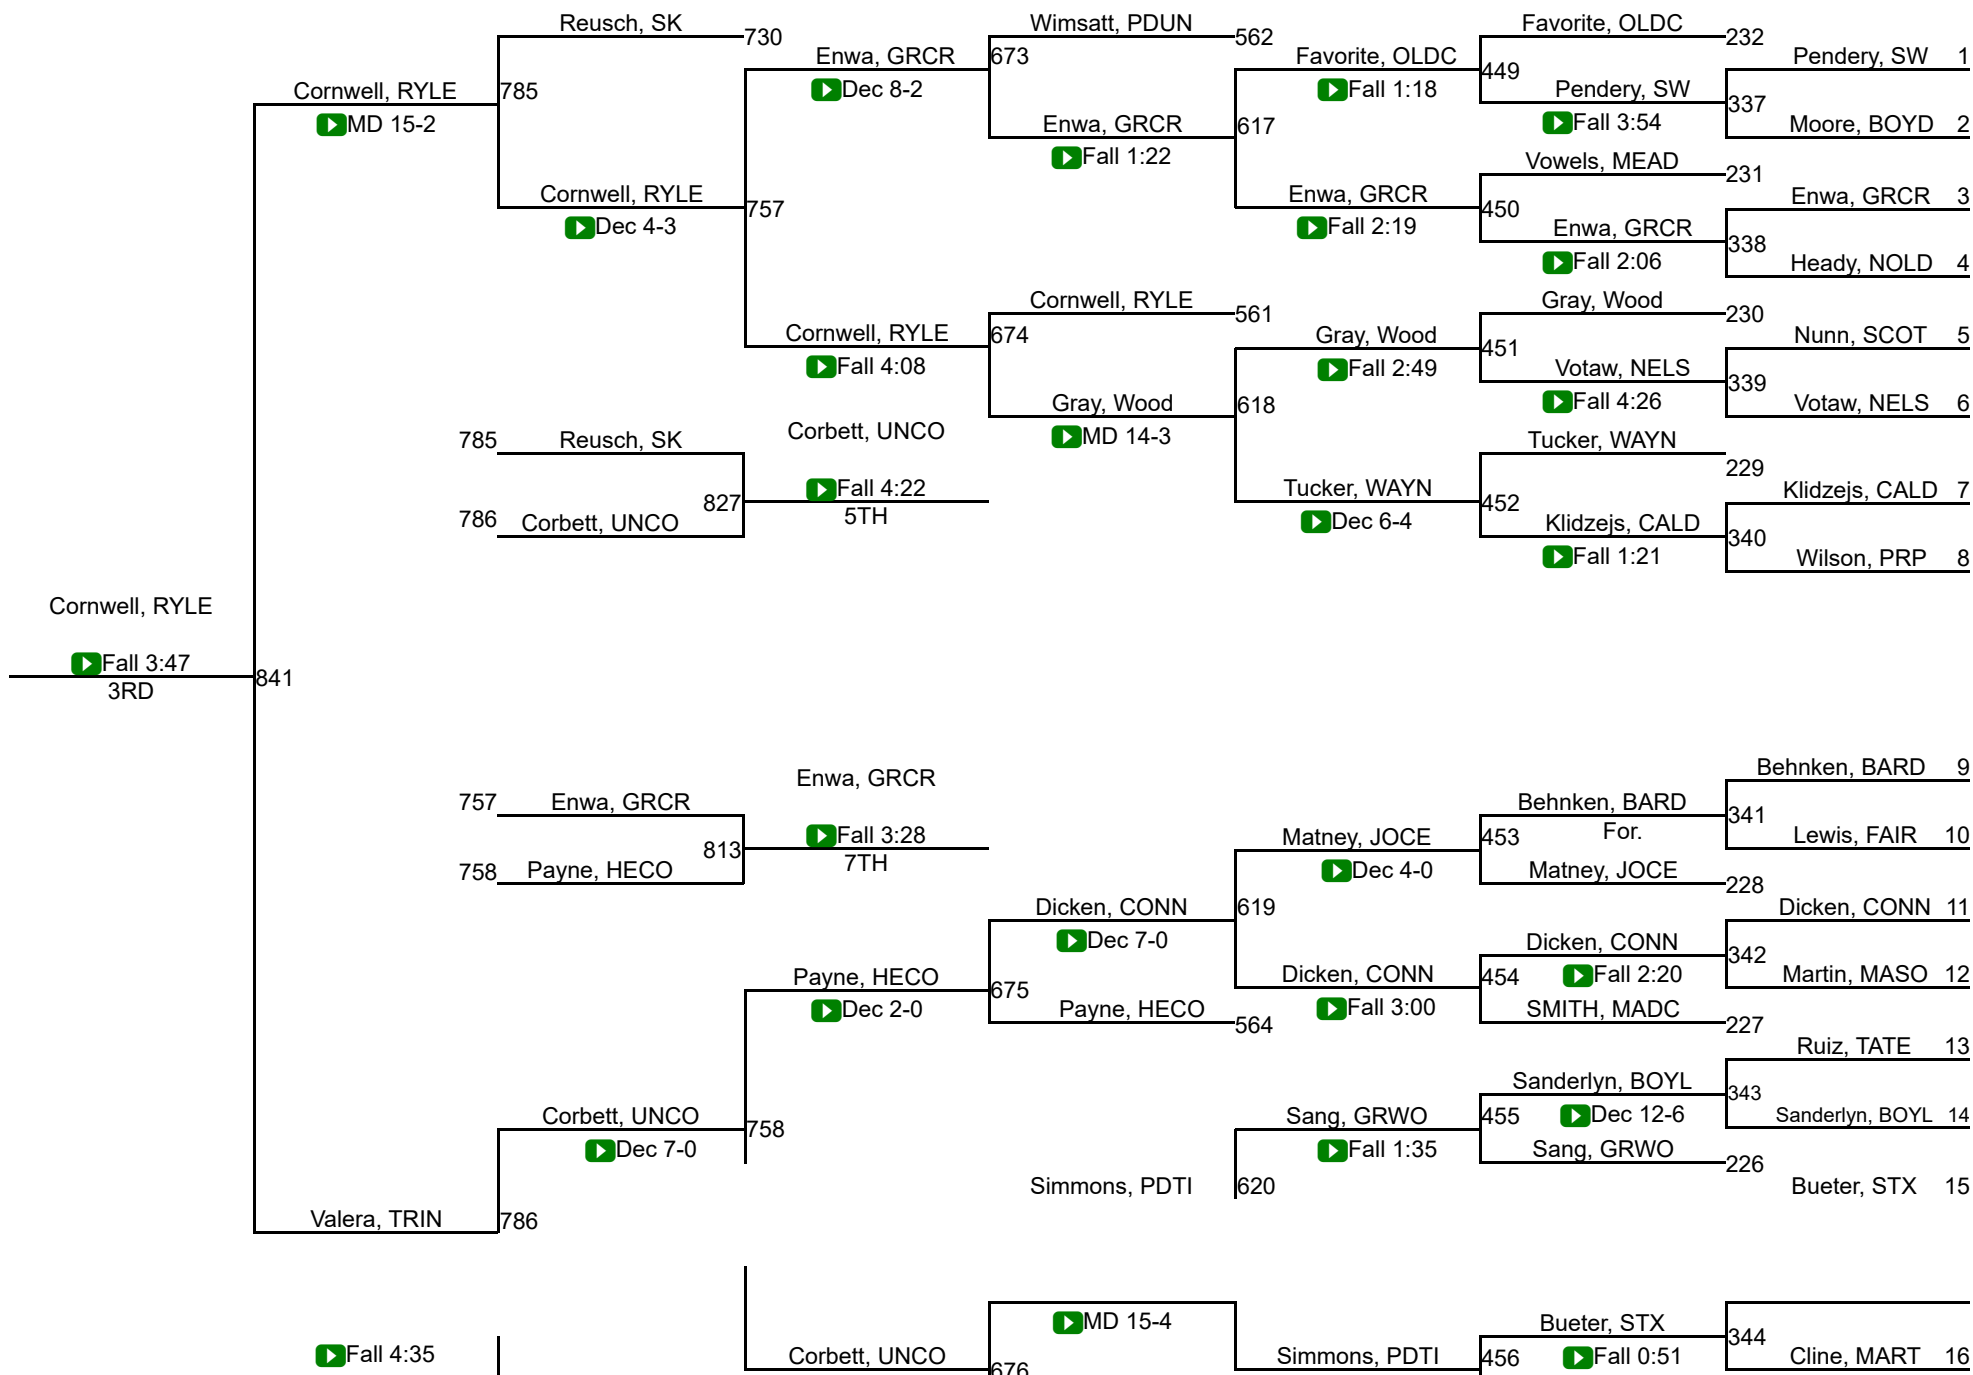 Reusch, SK
730
Wimsatt, PDUN
562
Favorite, OLDC
232
Enwa, GRCR
673
Favorite, OLDC
449
Pendery, SW 1
Cornwell, RYLE
785
Dec 8-2
Fall 1:18
Pendery, SW
337
MD 15-2
Enwa, GRCR
617
Fall 3:54
Moore, BOYD 2
Fall 1:22
Vowels, MEAD
231
Cornwell, RYLE
757
Enwa, GRCR
450
Enwa, GRCR 3
Dec 4-3
Fall 2:19
Enwa, GRCR
338
Fall 2:06
Heady, NOLD 4
Cornwell, RYLE
561
Gray, Wood
230
Cornwell, RYLE
674
Gray, Wood
451
Nunn, SCOT 5
Fall 4:08
Fall 2:49
Votaw, NELS
339
Gray, Wood
618
Fall 4:26
Votaw, NELS 6
785
Reusch, SK
Corbett, UNCO
MD 14-3
Tucker, WAYN
229
827
Fall 4:22
5TH
Tucker, WAYN
452
Klidzejs, CALD 7
786
Corbett, UNCO
Dec 6-4
Klidzejs, CALD
340
Fall 1:21
Wilson, PRP 8
Cornwell, RYLE
Fall 3:47
3RD
841
Behnken, BARD 9
757
Enwa, GRCR
Enwa, GRCR
Behnken, BARD
341
For.
813
Fall 3:28
7TH
Matney, JOCE
453
Lewis, FAIR 10
758
Payne, HECO
Dec 4-0
Matney, JOCE
228
Dicken, CONN
619
Dicken, CONN 11
Dec 7-0
Dicken, CONN
342
Payne, HECO
675
Dicken, CONN
454
Fall 2:20
Martin, MASO 12
Dec 2-0
Payne, HECO
564
Fall 3:00
SMITH, MADC
227
Ruiz, TATE 13
Sanderlyn, BOYL
343
Corbett, UNCO
758
Sang, GRWO
455
Dec 12-6
Sanderlyn, BOYL 14
Dec 7-0
Fall 1:35
Sang, GRWO
226
Simmons, PDTI
620
Bueter, STX 15
Valera, TRIN
786
MD 15-4
Bueter, STX
344
Fall 4:35
Corbett, UNCO
676
Simmons, PDTI
456
Fall 0:51
Cline, MART 16